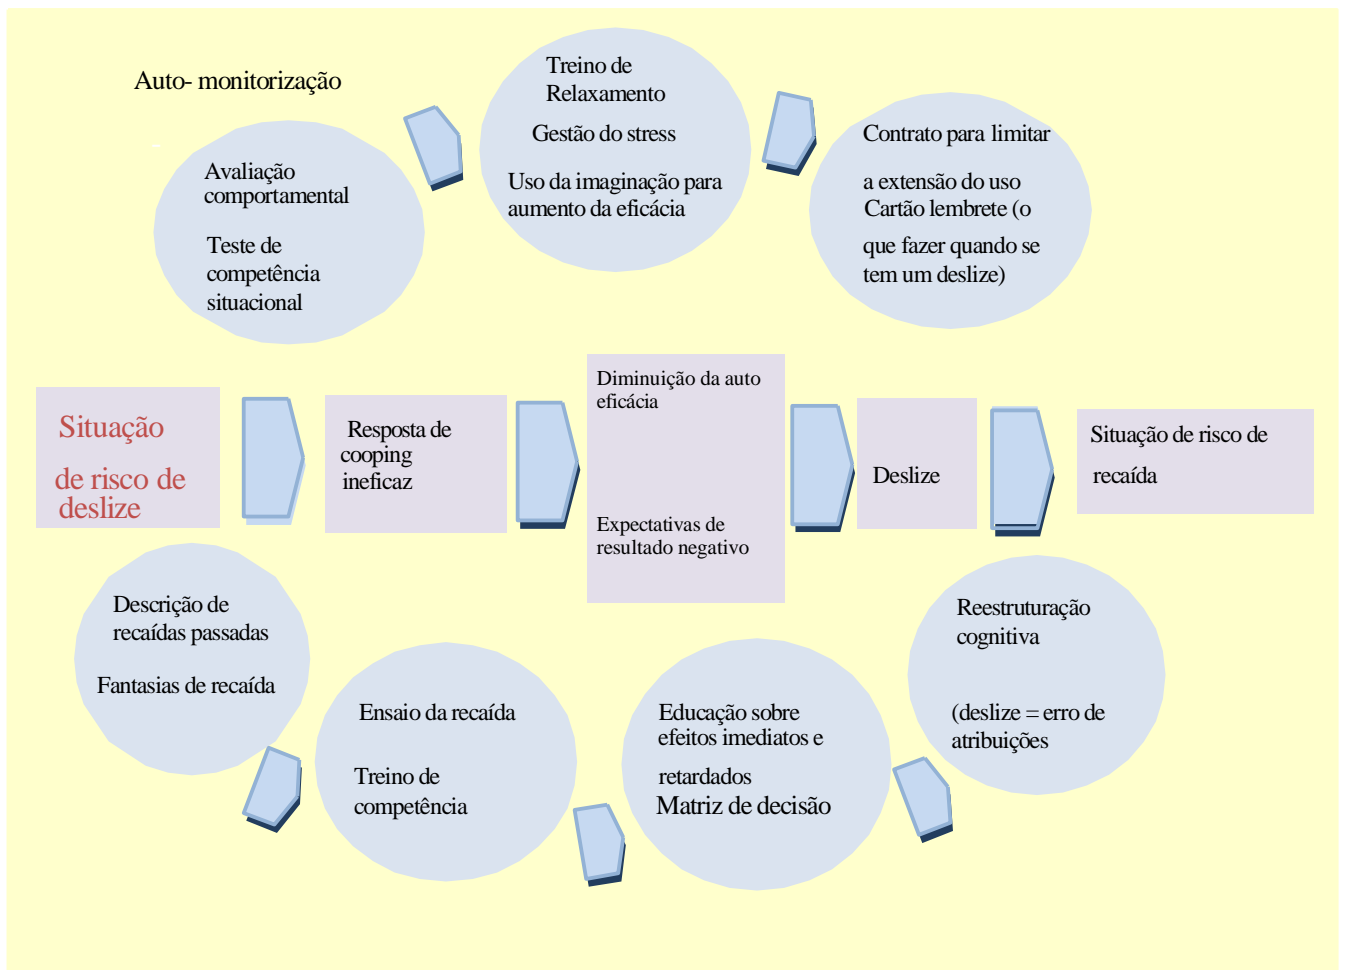 Auto- monitorização
Avaliação
comportamental
Teste de
competência
situacional
Treino de
Relaxamento
Gestão do stress
Uso da imaginação para
aumento da eficácia
Contrato para limitar
a extensão do uso
Cartão lembrete (o
que fazer quando se
tem um deslize)
Situação
de risco de
deslize
Resposta de
cooping
ineficaz
Diminuição da auto
eficácia
Expectativas de
resultado negativo
Deslize
Situação de risco de
recaída
Descrição de
recaídas passadas
Fantasias de recaída
Ensaio da recaída
Treino de
competência
Educação sobre
efeitos imediatos e
retardados
Matriz de decisão
Reestruturação
cognitiva
(deslize = erro de
atribuições